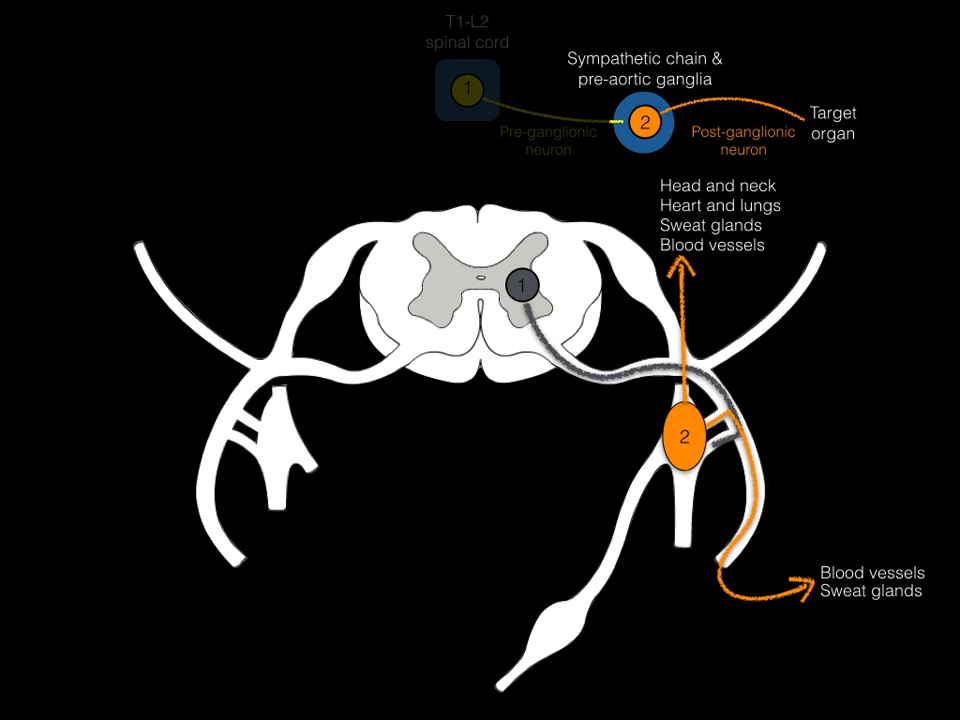 T1-L2
spinal cord
Sympathetic chain &
pre-aortic ganglia
1
2
Target
organ
Pre-ganglionic
neuron
Post-ganglionic
neuron
Head and neck
Heart and lungs
Sweat glands
Blood vessels
1
2
Blood vessels
Sweat glands